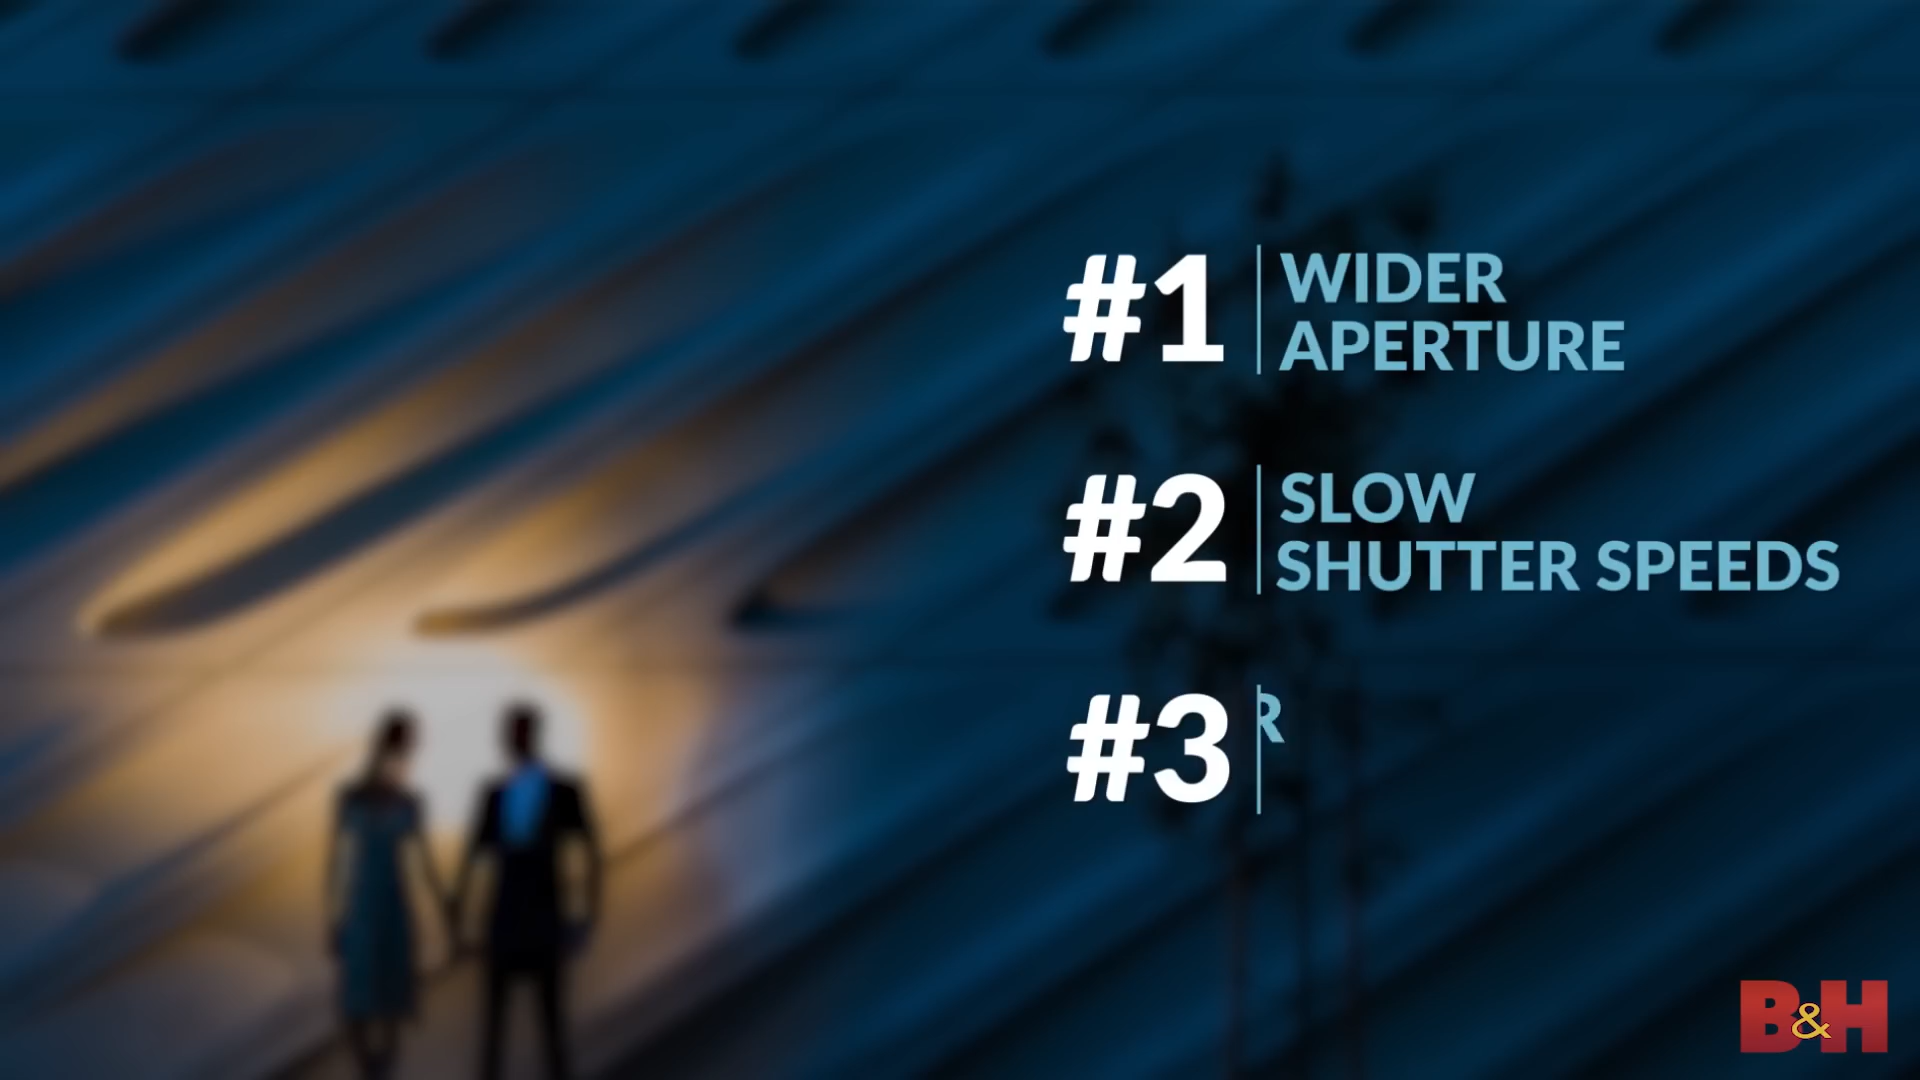 #1 WIDER
APERTURE
#2 SLOW
SHUTTER SPEEDS
#3
B&H